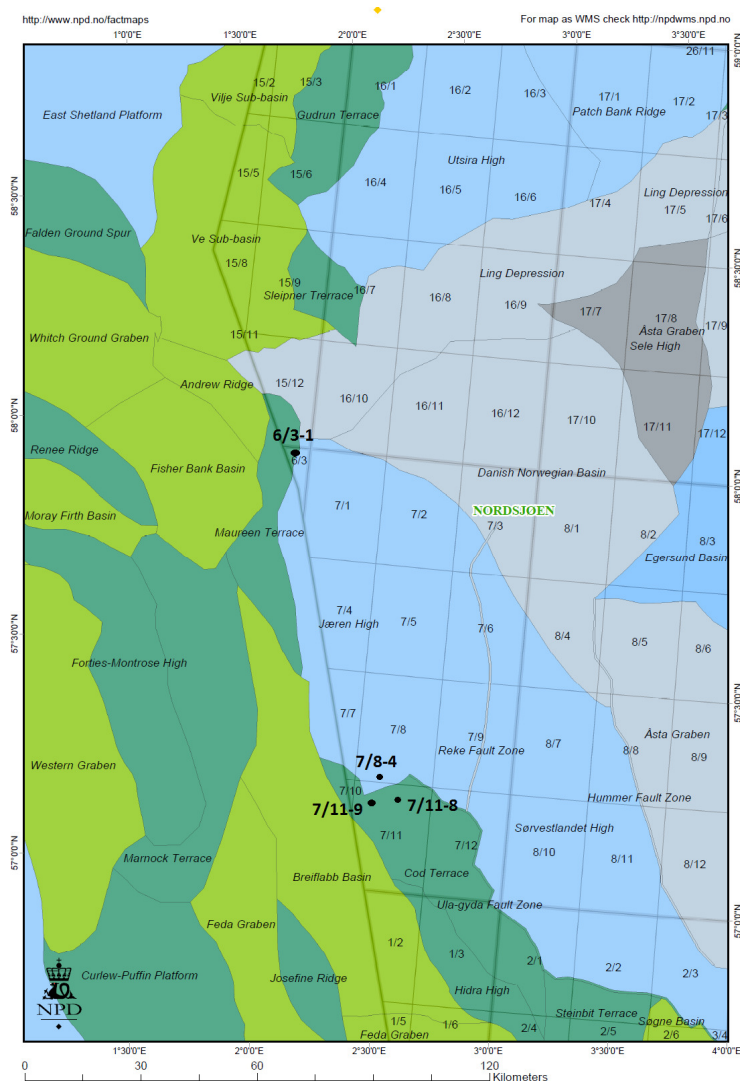 http://www.npd.no/factmaps
For map as WMS check http://npdwms.npd.no
1°0'0"E 1°30'0"E 2°0'0"E 2°30'0"E 3°0'0"E 3°30'0"E
59°0'0"N
26/11
15/2 15/3 16/1 16/2 16/3 17/1 17/2 17/3
Vilje Sub-basin
East Shetland Platform
Gudrun Terrace
Patch Bank Ridge
Utsira High
15/5 15/6 16/4 16/5 16/6 17/4 17/5 17/6
Ling Depression
58°30'0"N
Falden Ground Spur
Ve Sub-basin
58°30'0"N
15/8 15/9 16/7 16/8 16/9 17/7 17/8 17/9
Ling Depression
Sleipner Trerrace
Åsta Graben
Sele High
Whitch Ground Graben
15/11
Andrew Ridge
15/12 16/10 16/11 16/12 17/10 17/11 17/12
58°0'0"N
6/3-1
6/3
Renee Ridge
Fisher Bank Basin
Danish Norwegian Basin
58°0'0"N
Moray Firth Basin
Maureen Terrace
NORDSJØEN
7/1 7/2 7/3 8/1 8/2 8/3
Egersund Basin
7/4 7/5 7/6 8/4 8/5 8/6
Jæren High
57°30'0"N
Forties-Montrose High
57°30'0"N
7/7 7/8 7/9 8/7 8/8 8/9
Reke Fault Zone
Åsta Graben
Western Graben
7/8-4
7/10
7/11-9
7/11-8
Hummer Fault Zone
Sørvestlandet High
7/11 7/12 8/10 8/11 8/12
57°0'0"N
Marnock Terrace
Breiflabb Basin
Cod Terrace
Ula-gyda Fault Zone
57°0'0"N
Feda Graben
1/2 1/3 2/1 2/2 2/3
Curlew-Puffin Platform
Josefine Ridge
Hidra High
NPD
Steinbit Terrace
Søgne Basin
1/5 1/6 2/4 2/5 2/6 3/4
Feda Graben
1°30'0"E 2°0'0"E 2°30'0"E 3°0'0"E 3°30'0"E 4°0'0"E
0 30 60 120
Kilometers